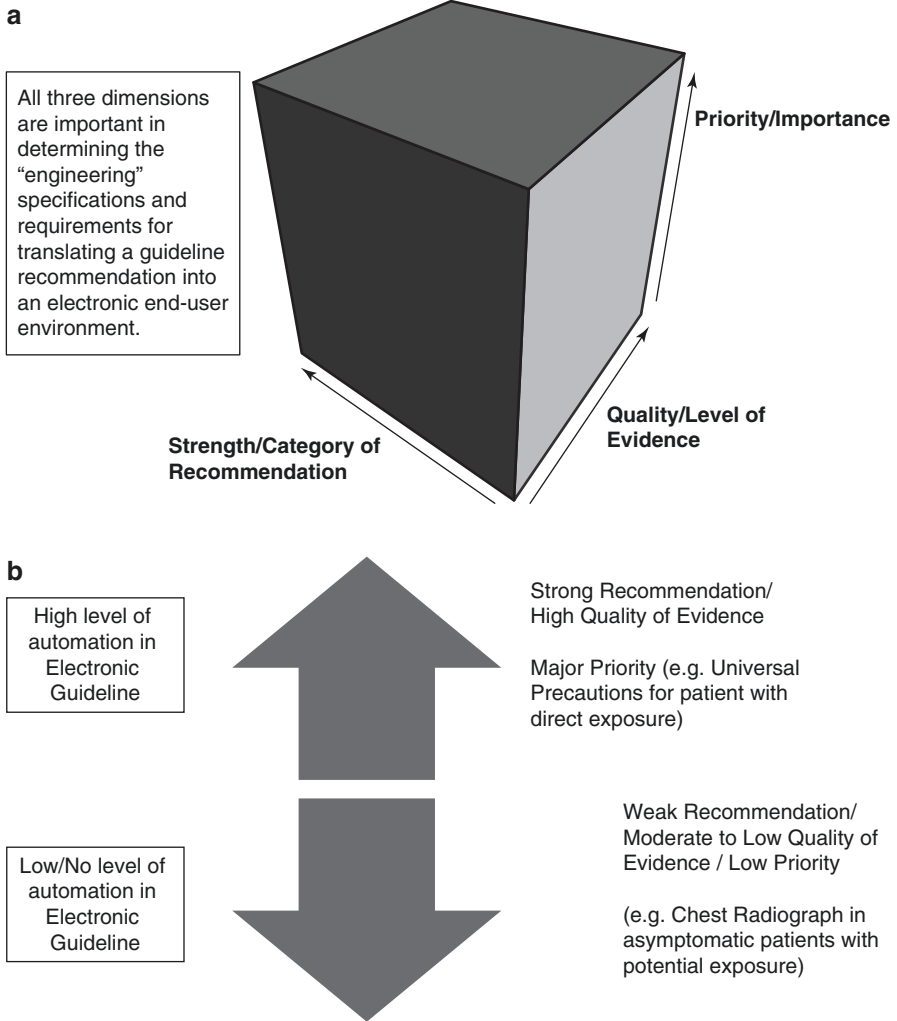 a
All three dimensions
are important in
determining the
“engineering”
specifications and
requirements for
translating a guideline
recommendation into
an electronic end-user
environment.
Priority/Importance
Quality/Level of
Evidence
Strength/Category of
Recommendation
b
High level of
automation in
Electronic
Guideline
Strong Recommendation/
High Quality of Evidence
Major Priority (e.g. Universal
Precautions for patient with
direct exposure)
Low/No level of
automation in
Electronic
Guideline
Weak Recommendation/
Moderate to Low Quality of
Evidence / Low Priority
(e.g. Chest Radiograph in
asymptomatic patients with
potential exposure)